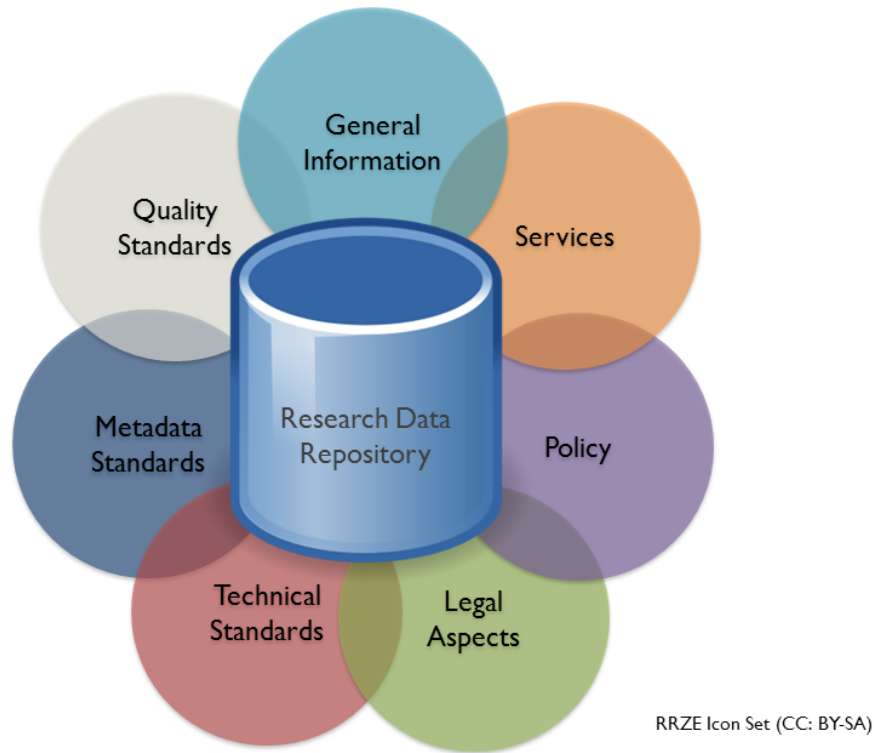 General
Information
Services
Policy
Legal
Aspects
Technical
Standards
Metadata
Standards
Quality
Standards
Research Data
Repository
RRZE Icon Set (CC: BY-SA)